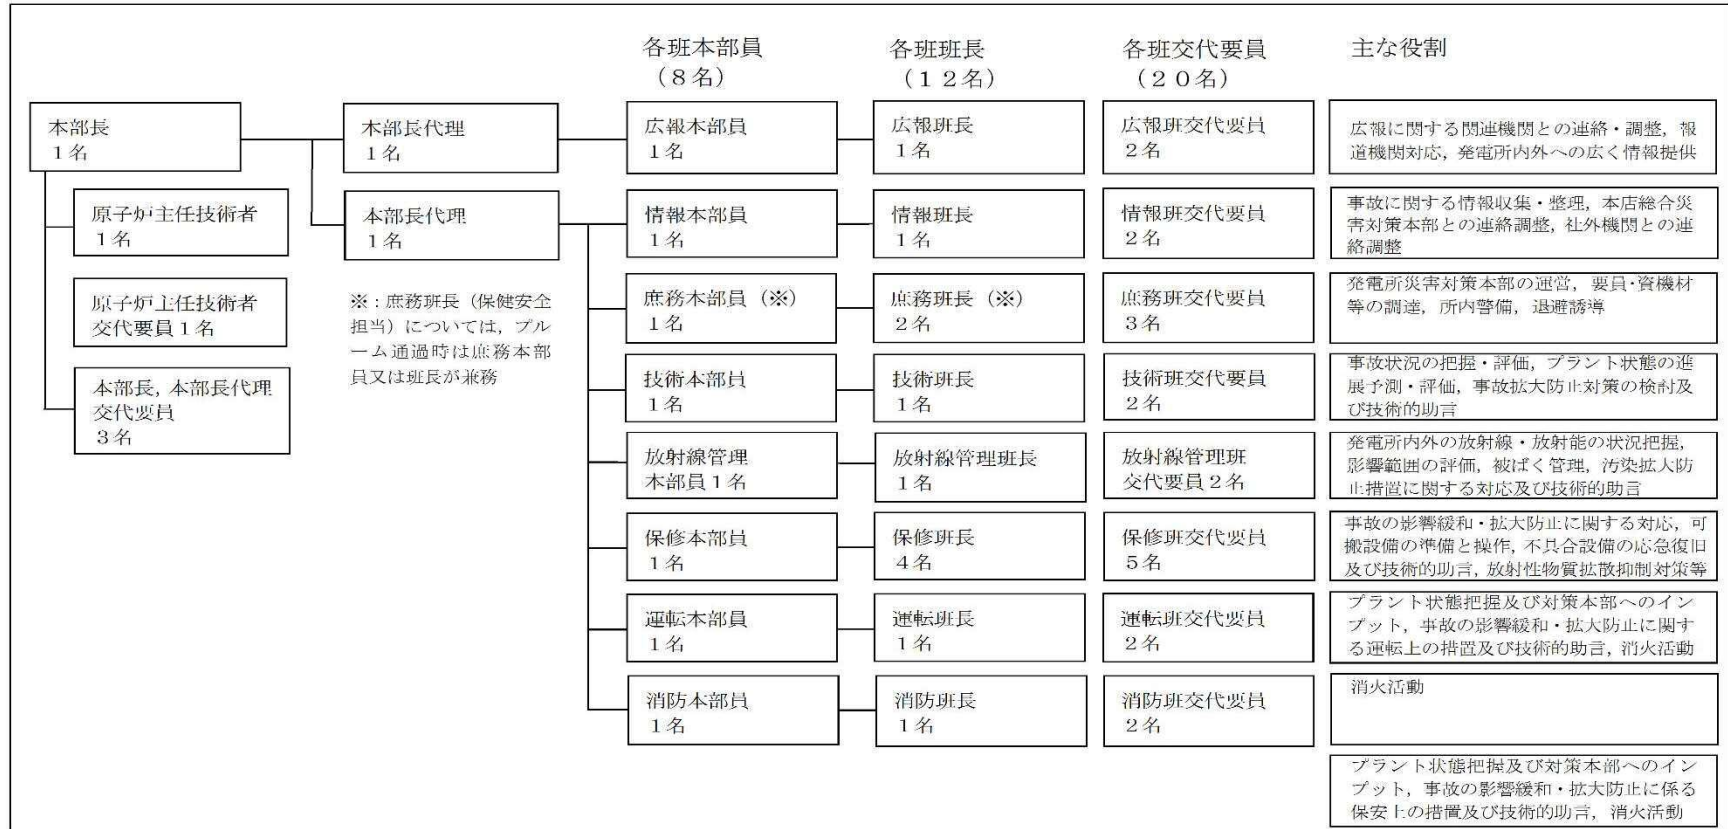 各班本部員
（８名）
各班班長
（１２名）
各班交代要員
（２０名）
主な役割
本部長
１名
本部長代理
１名
広報本部員
１名
広報班長
１名
広報班交代要員
２名
広報に関する関連機関との連絡・調整，報
道機関対応，発電所内外への広く情報提供
原子炉主任技術者
１名
本部長代理
１名
情報本部員
１名
情報班長
１名
情報班交代要員
２名
事故に関する情報収集・整理，本店総合災
害対策本部との連絡調整，社外機関との連
絡調整
原子炉主任技術者
交代要員１名
※：庶務班長（保健安全
担当）については，プル
ーム通過時は庶務本部
員又は班長が兼務
庶務本部員（※）
１名
庶務班長（※）
２名
庶務班交代要員
３名
発電所災害対策本部の運営，要員・資機材
等の調達，所内警備，退避誘導
本部長，本部長代理
交代要員
３名
技術本部員
１名
技術班長
１名
技術班交代要員
２名
事故状況の把握・評価，プラント状態の進
展予測・評価，事故拡大防止対策の検討及
び技術的助言
放射線管理
本部員１名
放射線管理班長
１名
放射線管理班
交代要員２名
発電所内外の放射線・放射能の状況把握，
影響範囲の評価，被ばく管理，汚染拡大防
止措置に関する対応及び技術的助言
保修本部員
１名
保修班長
４名
保修班交代要員
５名
事故の影響緩和・拡大防止に関する対応，可
搬設備の準備と操作，不具合設備の応急復旧
及び技術的助言，放射性物質拡散抑制対策等
運転本部員
１名
運転班長
１名
運転班交代要員
２名
プラント状態把握及び対策本部へのイン
プット，事故の影響緩和・拡大防止に関す
る運転上の措置及び技術的助言，消火活動
消防本部員
１名
消防班長
１名
消防班交代要員
２名
消火活動
プラント状態把握及び対策本部へのイン
プット，事故の影響緩和・拡大防止に係る
保安上の措置及び技術的助言，消火活動